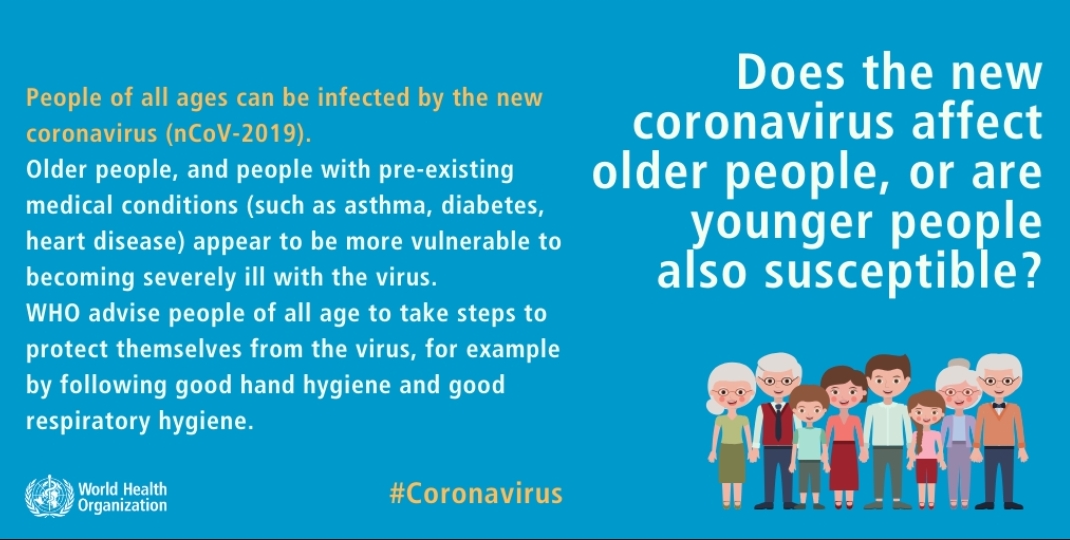 Does the new
coronavirus affect
older people, or are
younger people
also susceptible?
People of all ages can be infected by the new
coronavirus (nCoV-2019).
Older people, and people with pre-existing
medical conditions (such as asthma, diabetes,
heart disease) appear to be more vulnerable to
becoming severely ill with the virus.
WHO advise people of all age to take steps to
protect themselves from the virus, for example
by following good hand hygiene and good
respiratory hygiene.
World Health
Organization
#Coronavirus